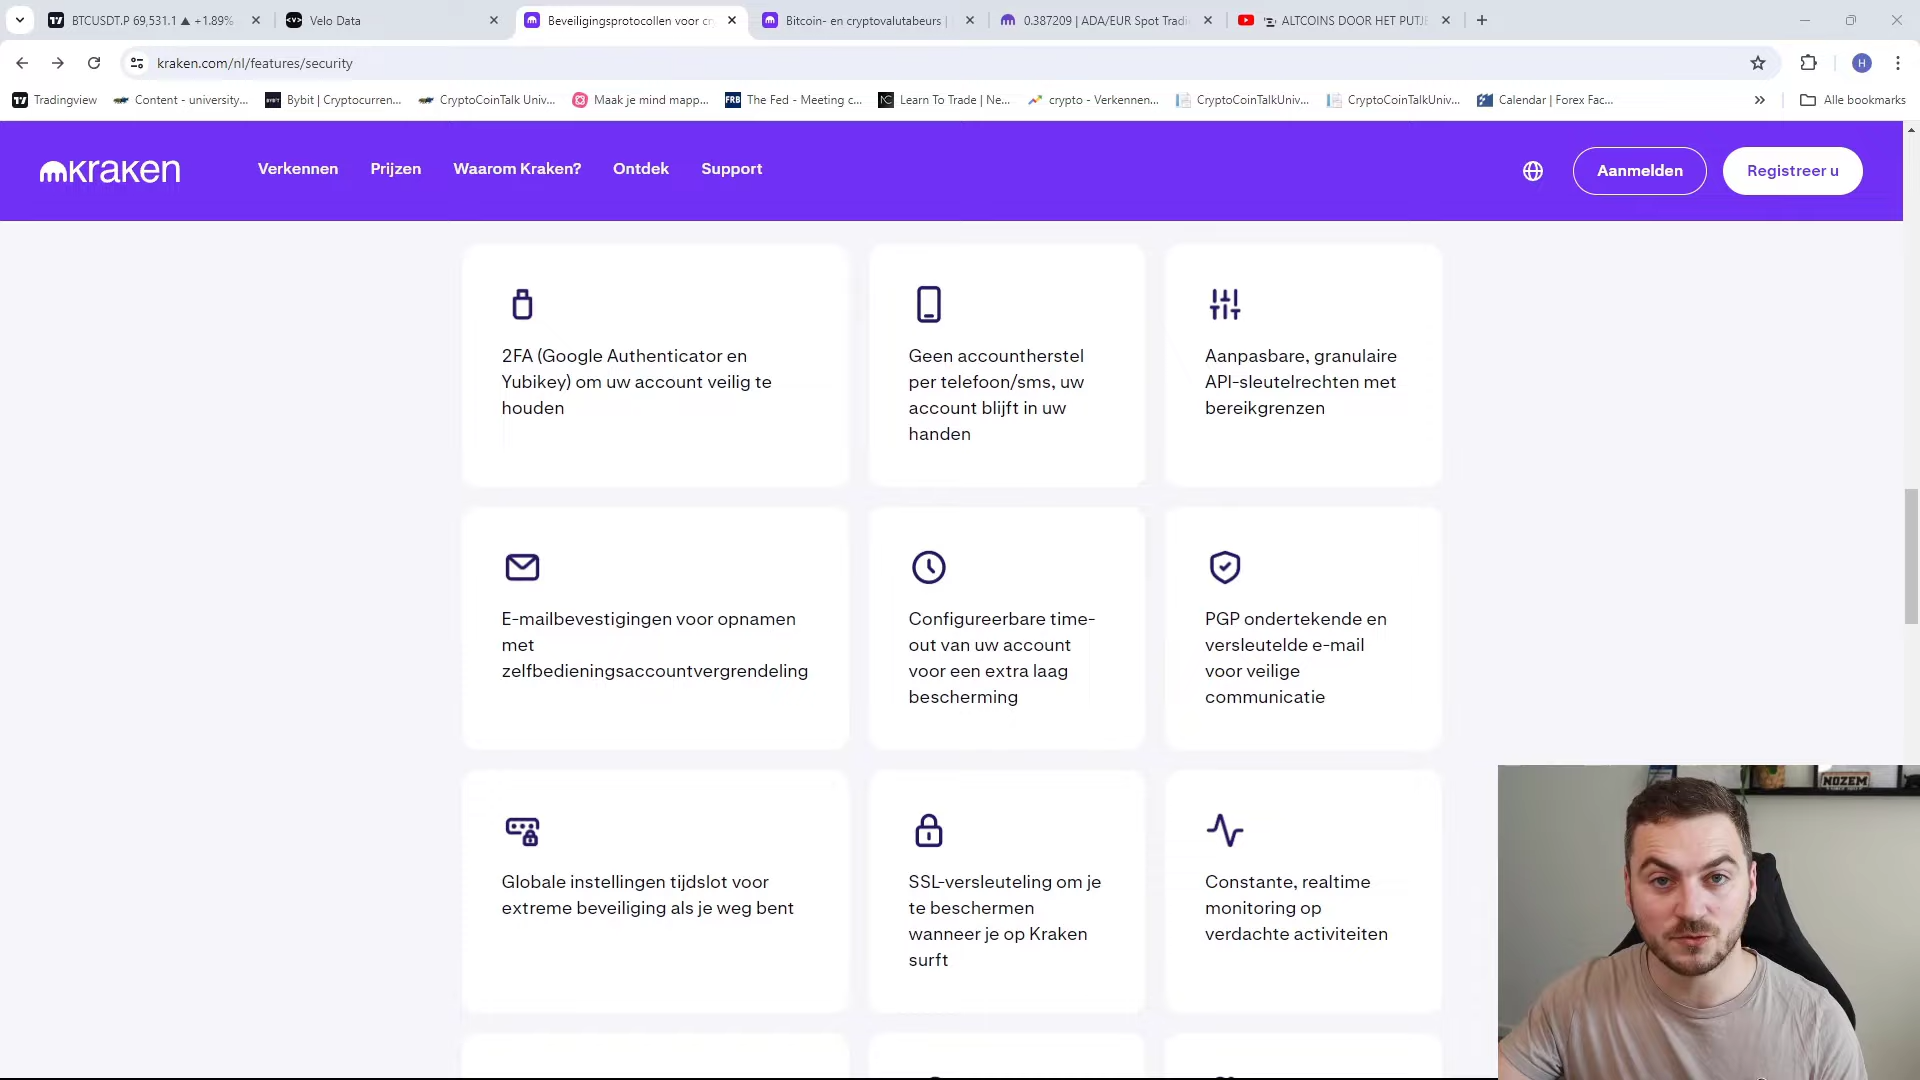 BTCUSDT.P 69,531.1 ▲ +1.89%
Velo Data
Beveiligingsprotocollen voor cr
Bitcoin- en cryptovalutabeurs |
0.387209 | ADA/EUR Spot Tradi
ALTCOINS DOOR HET PUTJE
kraken.com/nl/features/security
H
Tradingview
Content - university...
Bybit | Cryptocurren...
CryptoCoinTalk Univ...
Maak je mind mapp...
FRB
The Fed - Meeting c...
Learn To Trade | Ne...
crypto - Verkennen...
CryptoCoinTalkUniv...
CryptoCoinTalkUniv...
Calendar | Forex Fac...
Alle bookmarks
kraken
Verkennen
Prijzen
Waarom Kraken?
Ontdek
Support
Aanmelden
Registreer u
2FA (Google Authenticator en
Yubikey) om uw account veilig te
houden
Geen accountherstel
per telefoon/sms, uw
account blijft in uw
handen
Aanpasbare, granulaire
API-sleutelrechten met
bereikgrenzen
E-mailbevestigingen voor opnamen
met
zelfbedieningsaccountvergrendeling
Configureerbare time-
out van uw account
voor een extra laag
bescherming
PGP ondertekende en
versleutelde e-mail
voor veilige
communicatie
Globale instellingen tijdslot voor
extreme beveiliging als je weg bent
SSL-versleuteling om je
te beschermen
wanneer je op Kraken
surft
Constante, realtime
monitoring op
verdachte activiteiten
NOZEM